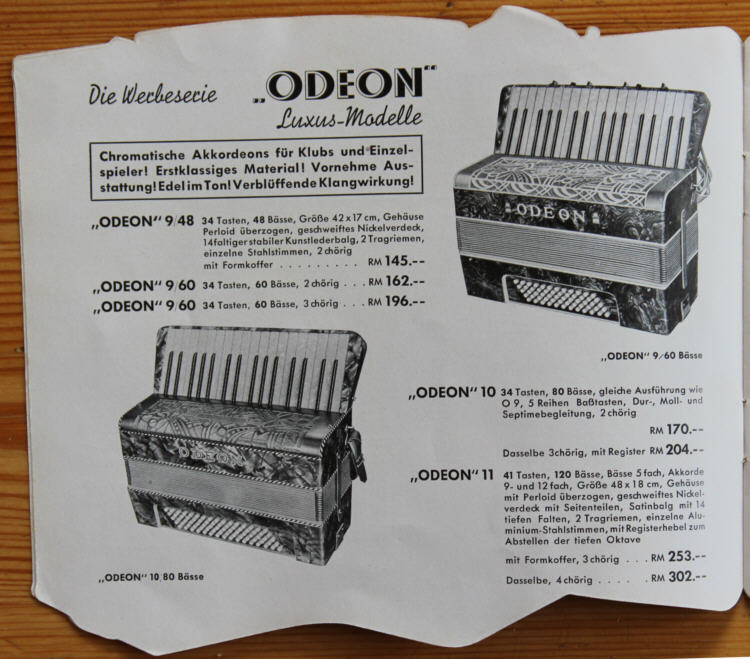 Die Werbeserie „ODEON“
Luxus-Modelle
Chromatische Akkordeons für Klubs und Einzel-
spieler! Erstklassiges Material! Vornehme Aus-
stattung! Edel im Ton! Verblüffende Klangwirkung!
„ODEON“ 9/48 34 Tasten, 48 Bässe, Größe 42 x 17 cm, Gehäuse
Perloid überzogen, geschweiftes Nickelverdeck,
14faltiger stabiler Kunstlederbalg, 2 Tragriemen,
einzelne Stahlstimmen, 2 chörig
mit Formkoffer . . . . . . . . . RM 145.--
„ODEON“ 9/60 34 Tasten, 60 Bässe, 2 chörig . . . RM 162.--
„ODEON“ 9/60 34 Tasten, 60 Bässe, 3 chörig . . . RM 196.--
ODEON
„ODEON“ 9/60 Bässe
ODEON
„ODEON“ 10/80 Bässe
„ODEON“ 10 34 Tasten, 80 Bässe, gleiche Ausführung wie
O 9, 5 Reihen Baßtasten, Dur-, Moll- und
Septimebegleitung, 2 chörig
RM 170.--
Dasselbe 3chörig, mit Register RM 204.--
„ODEON“ 11 41 Tasten, 120 Bässe, Bässe 5 fach, Akkorde
9- und 12 fach, Größe 48 x 18 cm, Gehäuse
mit Perloid überzogen, geschweiftes Nickel-
verdeck mit Seitenteilen, Satinbalg mit 14
tiefen Falten, 2 Tragriemen, einzelne Alu-
minium-Stahlstimmen, mit Registerhebel zum
Abstellen der tiefen Oktave
mit Formkoffer, 3 chörig . . . RM 253.--
Dasselbe, 4 chörig . . . . . RM 302.--